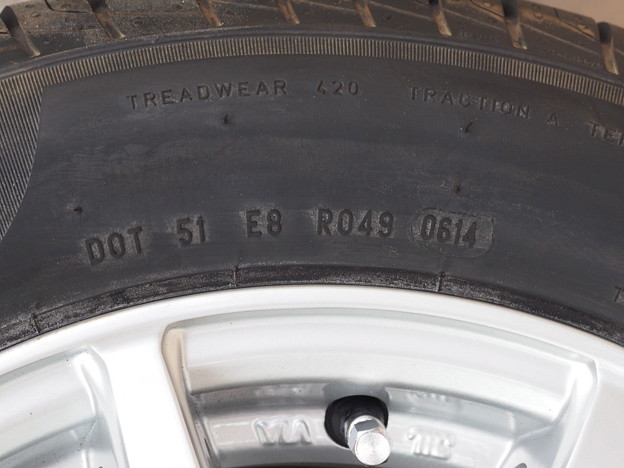 TREADWEAR 420 TRACTION A
DOT 51 E8 R049 0614